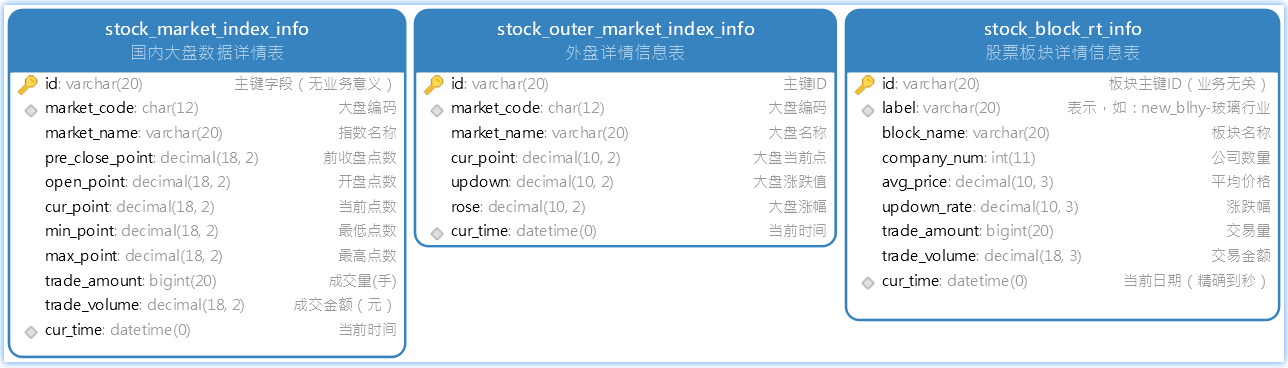 stock_market_index_info
国内大盘数据详情表
id: varchar(20) 主键字段（无业务意义）
market_code: char(12) 大盘编码
market_name: varchar(20) 指数名称
pre_close_point: decimal(18, 2) 前收盘点数
open_point: decimal(18, 2) 开盘点数
cur_point: decimal(18, 2) 当前点数
min_point: decimal(18, 2) 最低点数
max_point: decimal(18, 2) 最高点数
trade_amount: bigint(20) 成交量(手)
trade_volume: decimal(18, 2) 成交金额（元）
cur_time: datetime(0) 当前时间
stock_outer_market_index_info
外盘详情信息表
id: varchar(20) 主键ID
market_code: char(12) 大盘编码
market_name: varchar(20) 大盘名称
cur_point: decimal(10, 2) 大盘当前点
updown: decimal(10, 2) 大盘涨跌值
rose: decimal(10, 2) 大盘涨幅
cur_time: datetime(0) 当前时间
stock_block_rt_info
股票板块详情信息表
id: varchar(20) 板块主键ID（业务无关）
label: varchar(20) 表示，如：new_blhy-玻璃行业
block_name: varchar(20) 板块名称
company_num: int(11) 公司数量
avg_price: decimal(10, 3) 平均价格
updown_rate: decimal(10, 3) 涨跌幅
trade_amount: bigint(20) 交易量
trade_volume: decimal(18, 3) 交易金额
cur_time: datetime(0) 当前日期（精确到秒）